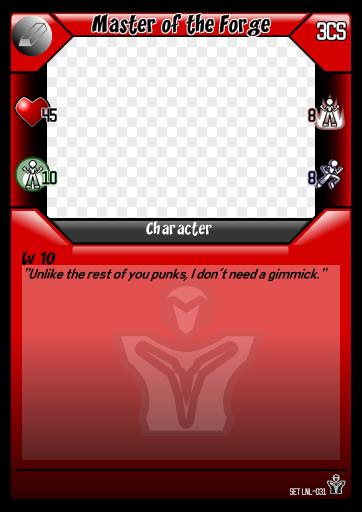 Master of the Forge
3CS
45
8
10
8
Character
Lv 10
"Unlike the rest of you punks, I don't need a gimmick."
SET LNL-031